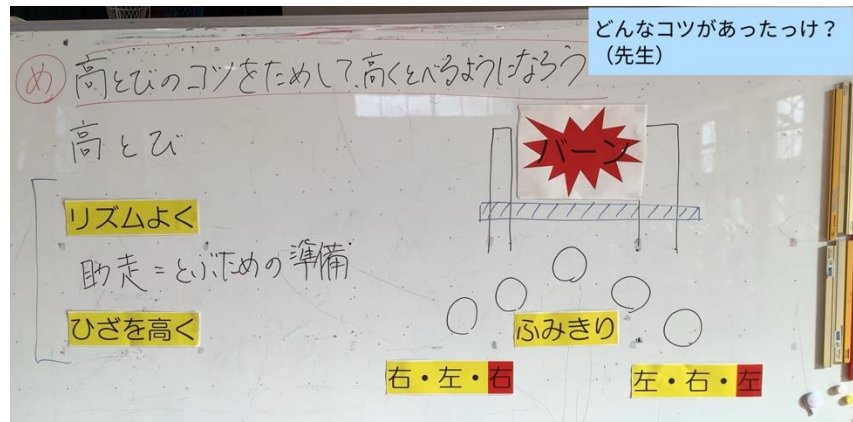 どんなコツがあったっけ？
（先生）
め 高とびのコツをためして、高くとべるようになろう
高とび
バーン
リズムよく
助走＝とぶための準備
ひざを高く
ふみきり
右・左・右
左・右・左